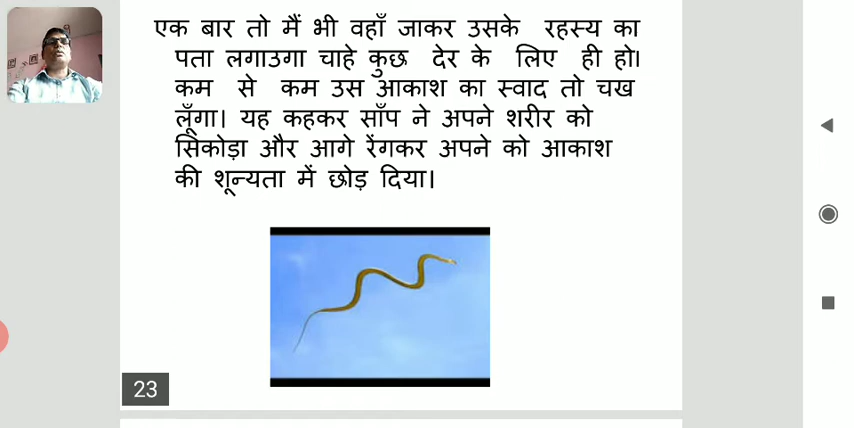 एक बार तो मैं भी वहाँ जाकर उसके रहस्य का
पता लगाउगा चाहे कुछ देर के लिए ही हो।
कम से कम उस आकाश का स्वाद तो चख
लूँगा। यह कहकर साँप ने अपने शरीर को
सिकोड़ा और आगे रेंगकर अपने को आकाश
की शून्यता में छोड़ दिया।
23